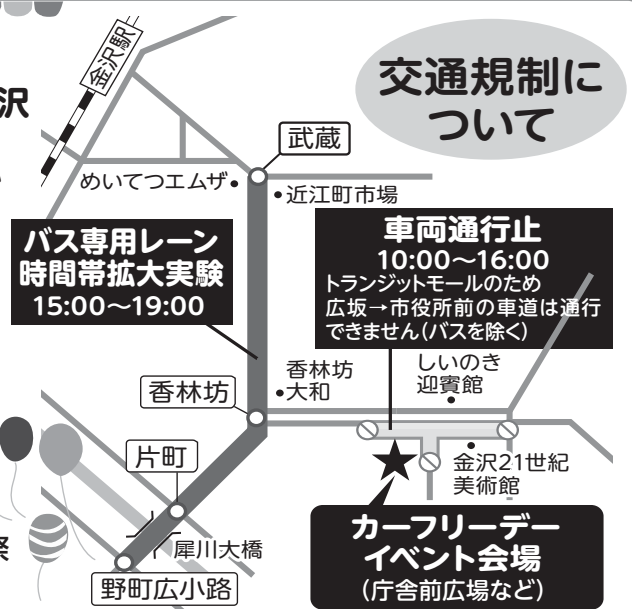 交通規制に
ついて
金沢駅
沢
武蔵
めいてつエムザ
近江町市場
バス専用レーン
時間帯拡大実験
15:00〜19:00
車両通行止
10:00〜16:00
トランジットモールのため
広坂→市役所前の車道は通行
できません(バスを除く)
香林坊
大和
しいのき
迎賓館
香林坊
片町
金沢21世紀
美術館
カーフリーデー
イベント会場
(庁舎前広場など)
犀川大橋
野町広小路